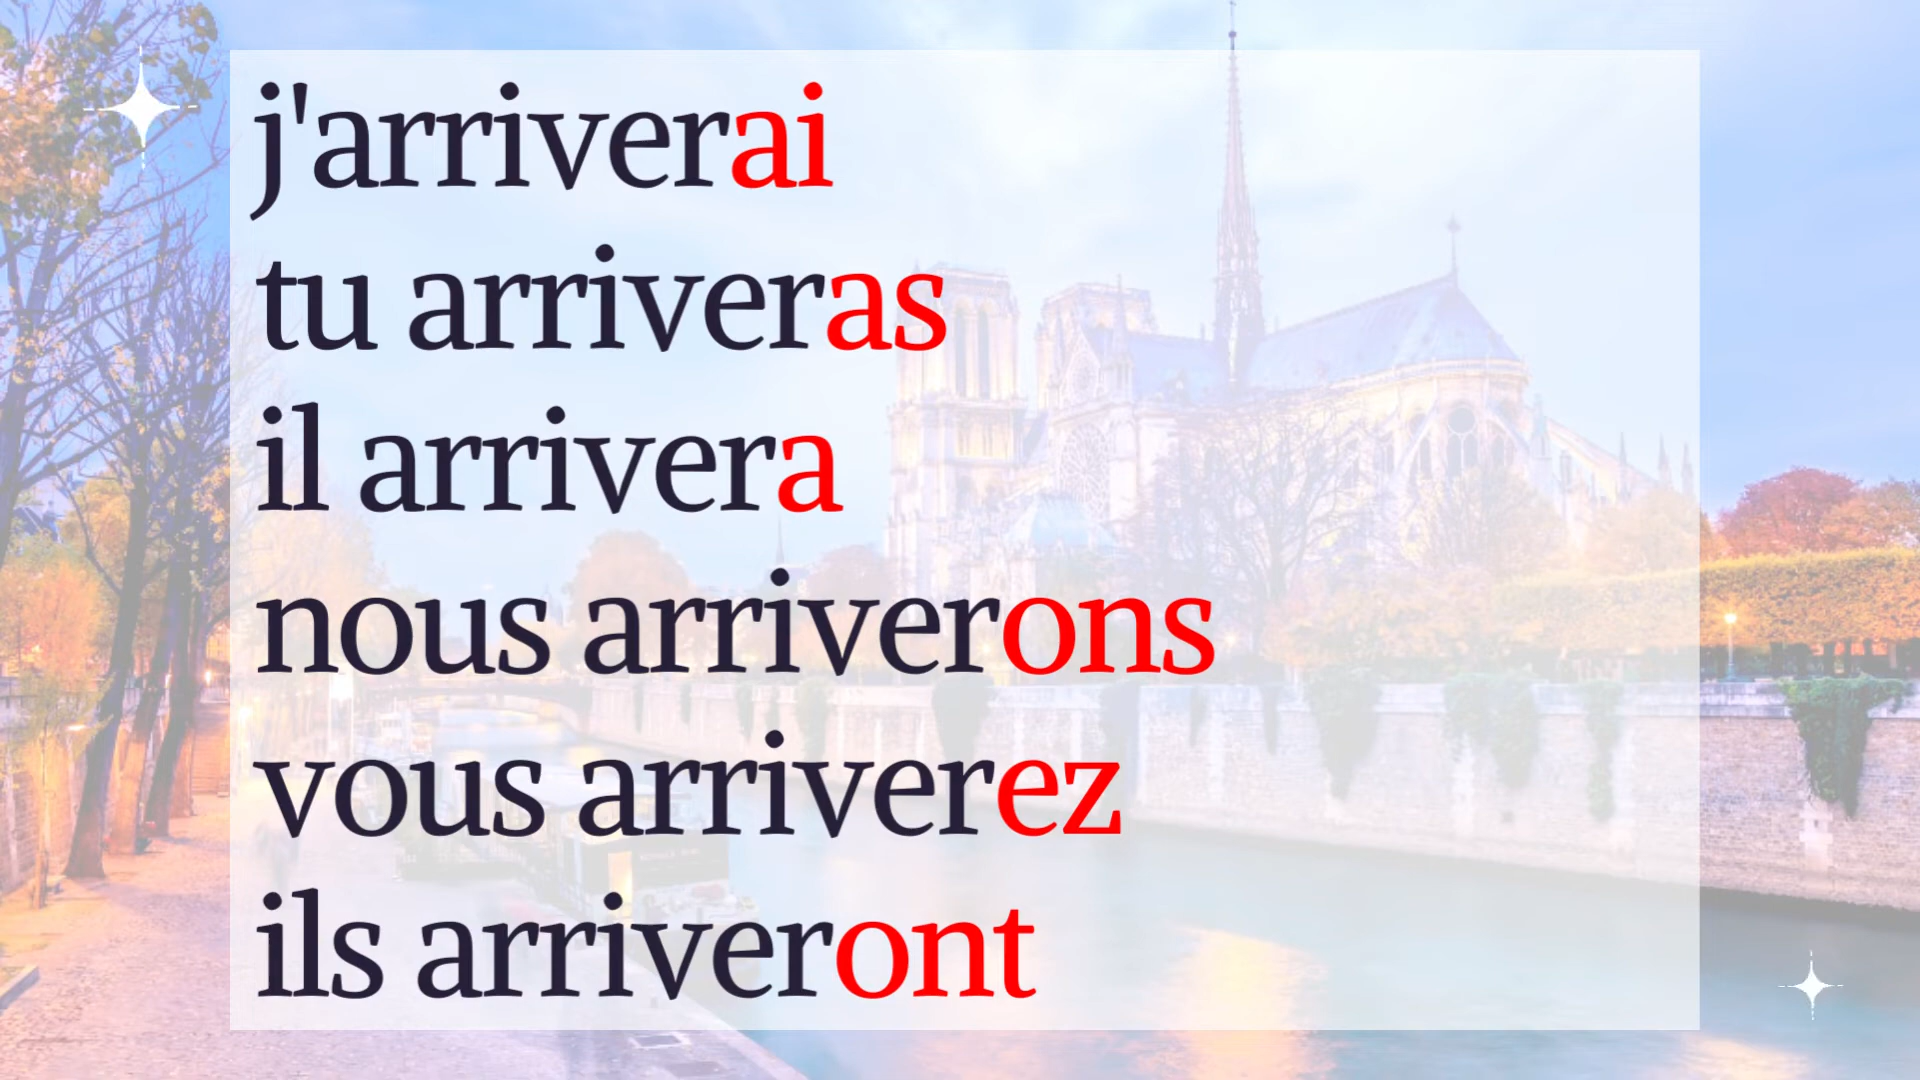 j'arriverai
tu arriveras
il arrivera
nous arriverons
vous arriverez
ils arriveront